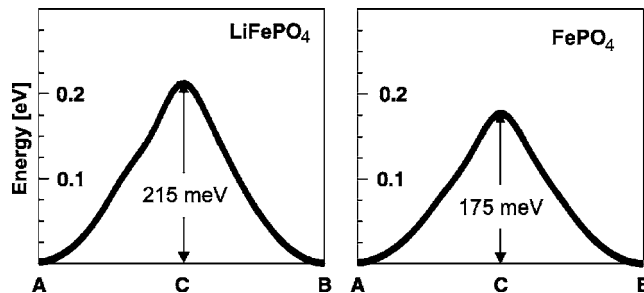 LiFePO4
Energy [eV]
0.2
0.1
215 meV
A
C
B
FePO4
0.2
0.1
175 meV
A
C
B